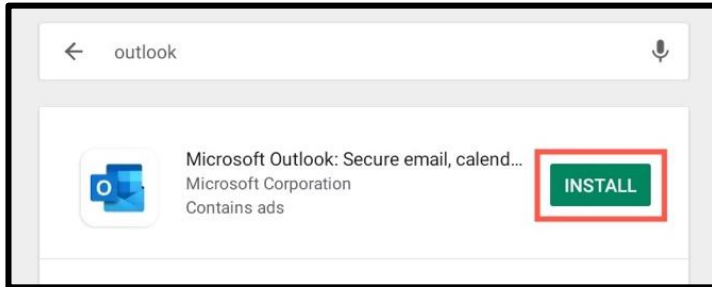 outlook
Microsoft Outlook: Secure email, calend...
Microsoft Corporation
Contains ads
INSTALL